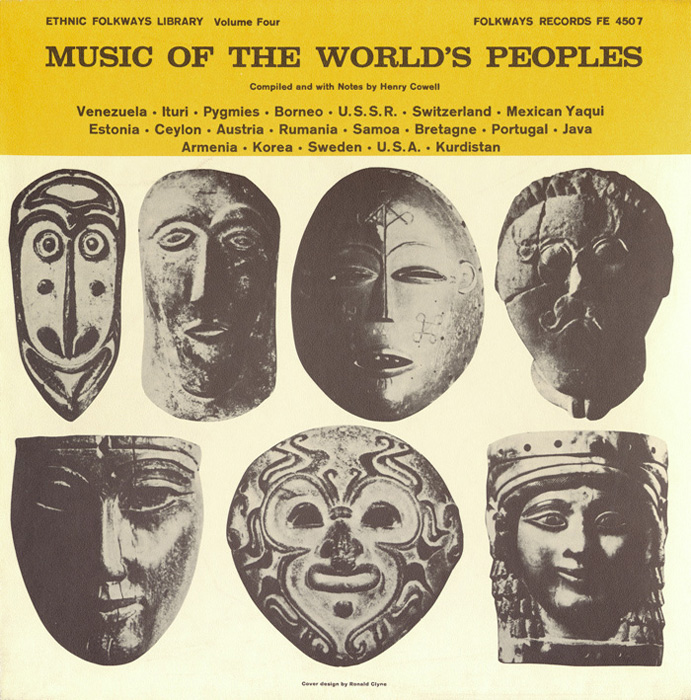 ETHNIC FOLKWAYS LIBRARY Volume Four
FOLKWAYS RECORDS FE 4507
MUSIC OF THE WORLD'S PEOPLES
Compiled and with Notes by Henry Cowell
Venezuela • Ituri • Pygmies • Borneo • U.S.S.R. • Switzerland • Mexican Yaqui
Estonia • Ceylon • Austria • Rumania • Samoa • Bretagne • Portugal • Java
Armenia • Korea • Sweden • U.S.A. • Kurdistan
Cover design by Ronald Clyne